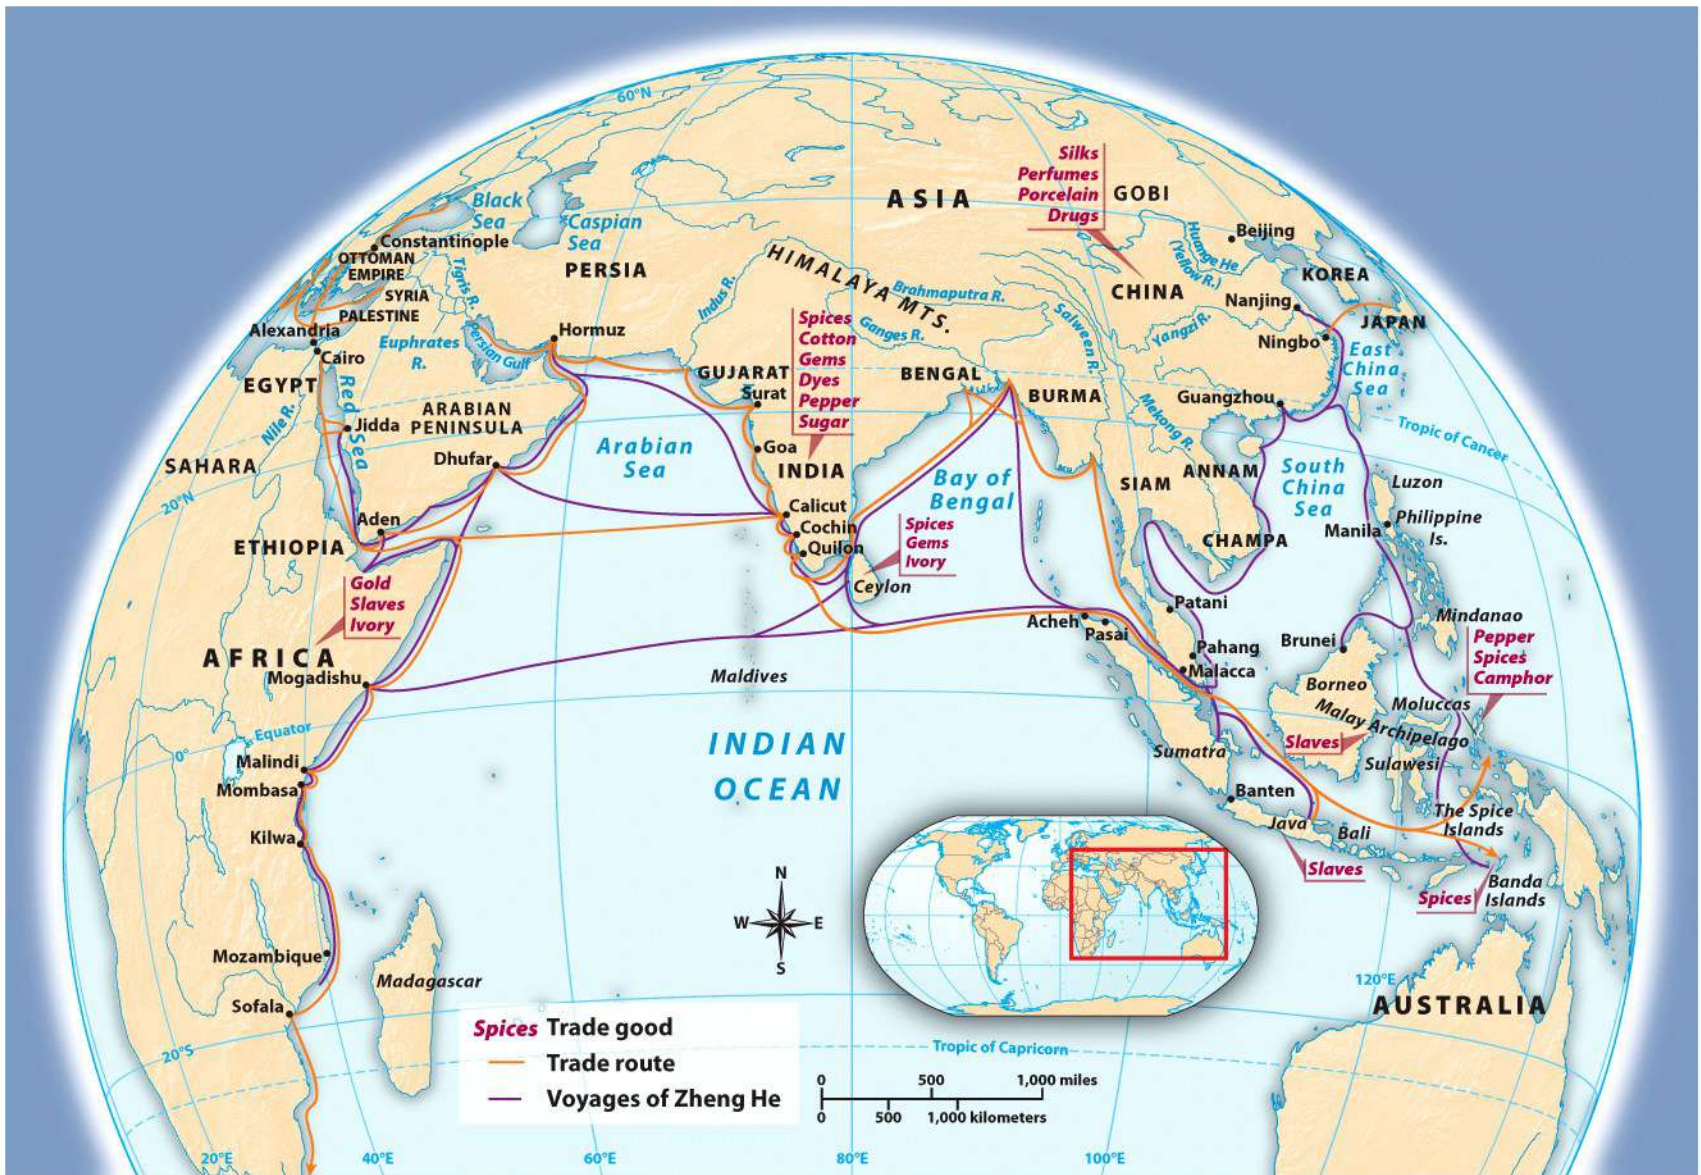 60°N
Silks
Perfumes
Porcelain
Drugs
GOBI
ASIA
Black
Sea
Caspian
Sea
Constantinople
OTTOMAN
EMPIRE
SYRIA
PALESTINE
Alexandria
Cairo
EGYPT
Tigris R.
Euphrates
R.
PERSIA
Persian Gulf
Hormuz
HIMALAYA MTS.
Indus R.
Brahmaputra R.
Ganges R.
Salween R.
Huange He
(Yellow R.)
Beijing
KOREA
CHINA
Nanjing
JAPAN
Yangzi R.
Ningbo
East
China
Sea
Spices
Cotton
Gems
Dyes
Pepper
Sugar
GUJARAT
Surat
BENGAL
BURMA
Guangzhou
Mekong R.
Tropic of Cancer
Nile R.
Red Sea
Jidda
ARABIAN
PENINSULA
Dhufar
Arabian
Sea
Goa
INDIA
Bay of
Bengal
SIAM
ANNAM
South
China
Sea
Luzon
SAHARA
20°N
Aden
ETHIOPIA
Calicut
Cochin
Quilon
Spices
Gems
Ivory
Ceylon
CHAMPA
Manila
Philippine
Is.
Gold
Slaves
Ivory
AFRICA
Mogadishu
Maldives
Acheh
Pasai
Patani
Pahang
Malacca
Brunei
Mindanao
Pepper
Spices
Camphor
Borneo
Moluccas
Malay Archipelago
Slaves
Sulawesi
Sumatra
Equator
0°
Malindi
Mombasa
Kilwa
INDIAN
OCEAN
Banten
Java
Bali
The Spice
Islands
Slaves
Spices
Banda
Islands
N
W
E
S
Mozambique
Sofala
Madagascar
120°E
AUSTRALIA
20°S
Tropic of Capricorn
Spices Trade good
Trade route
Voyages of Zheng He
0 500 1,000 miles
0 500 1,000 kilometers
20°E
40°E
60°E
80°E
100°E